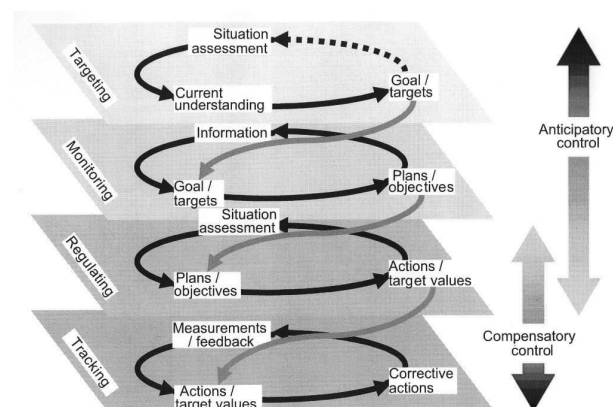 Situation
assessment
Targeting
Current
understanding
Goal /
targets
Information
Monitoring
Goal /
targets
Plans /
objectives
Situation
assessment
Regulating
Plans /
objectives
Actions /
target values
Measurements
/ feedback
Tracking
Actions /
target values
Corrective
actions
Anticipatory
control
Compensatory
control